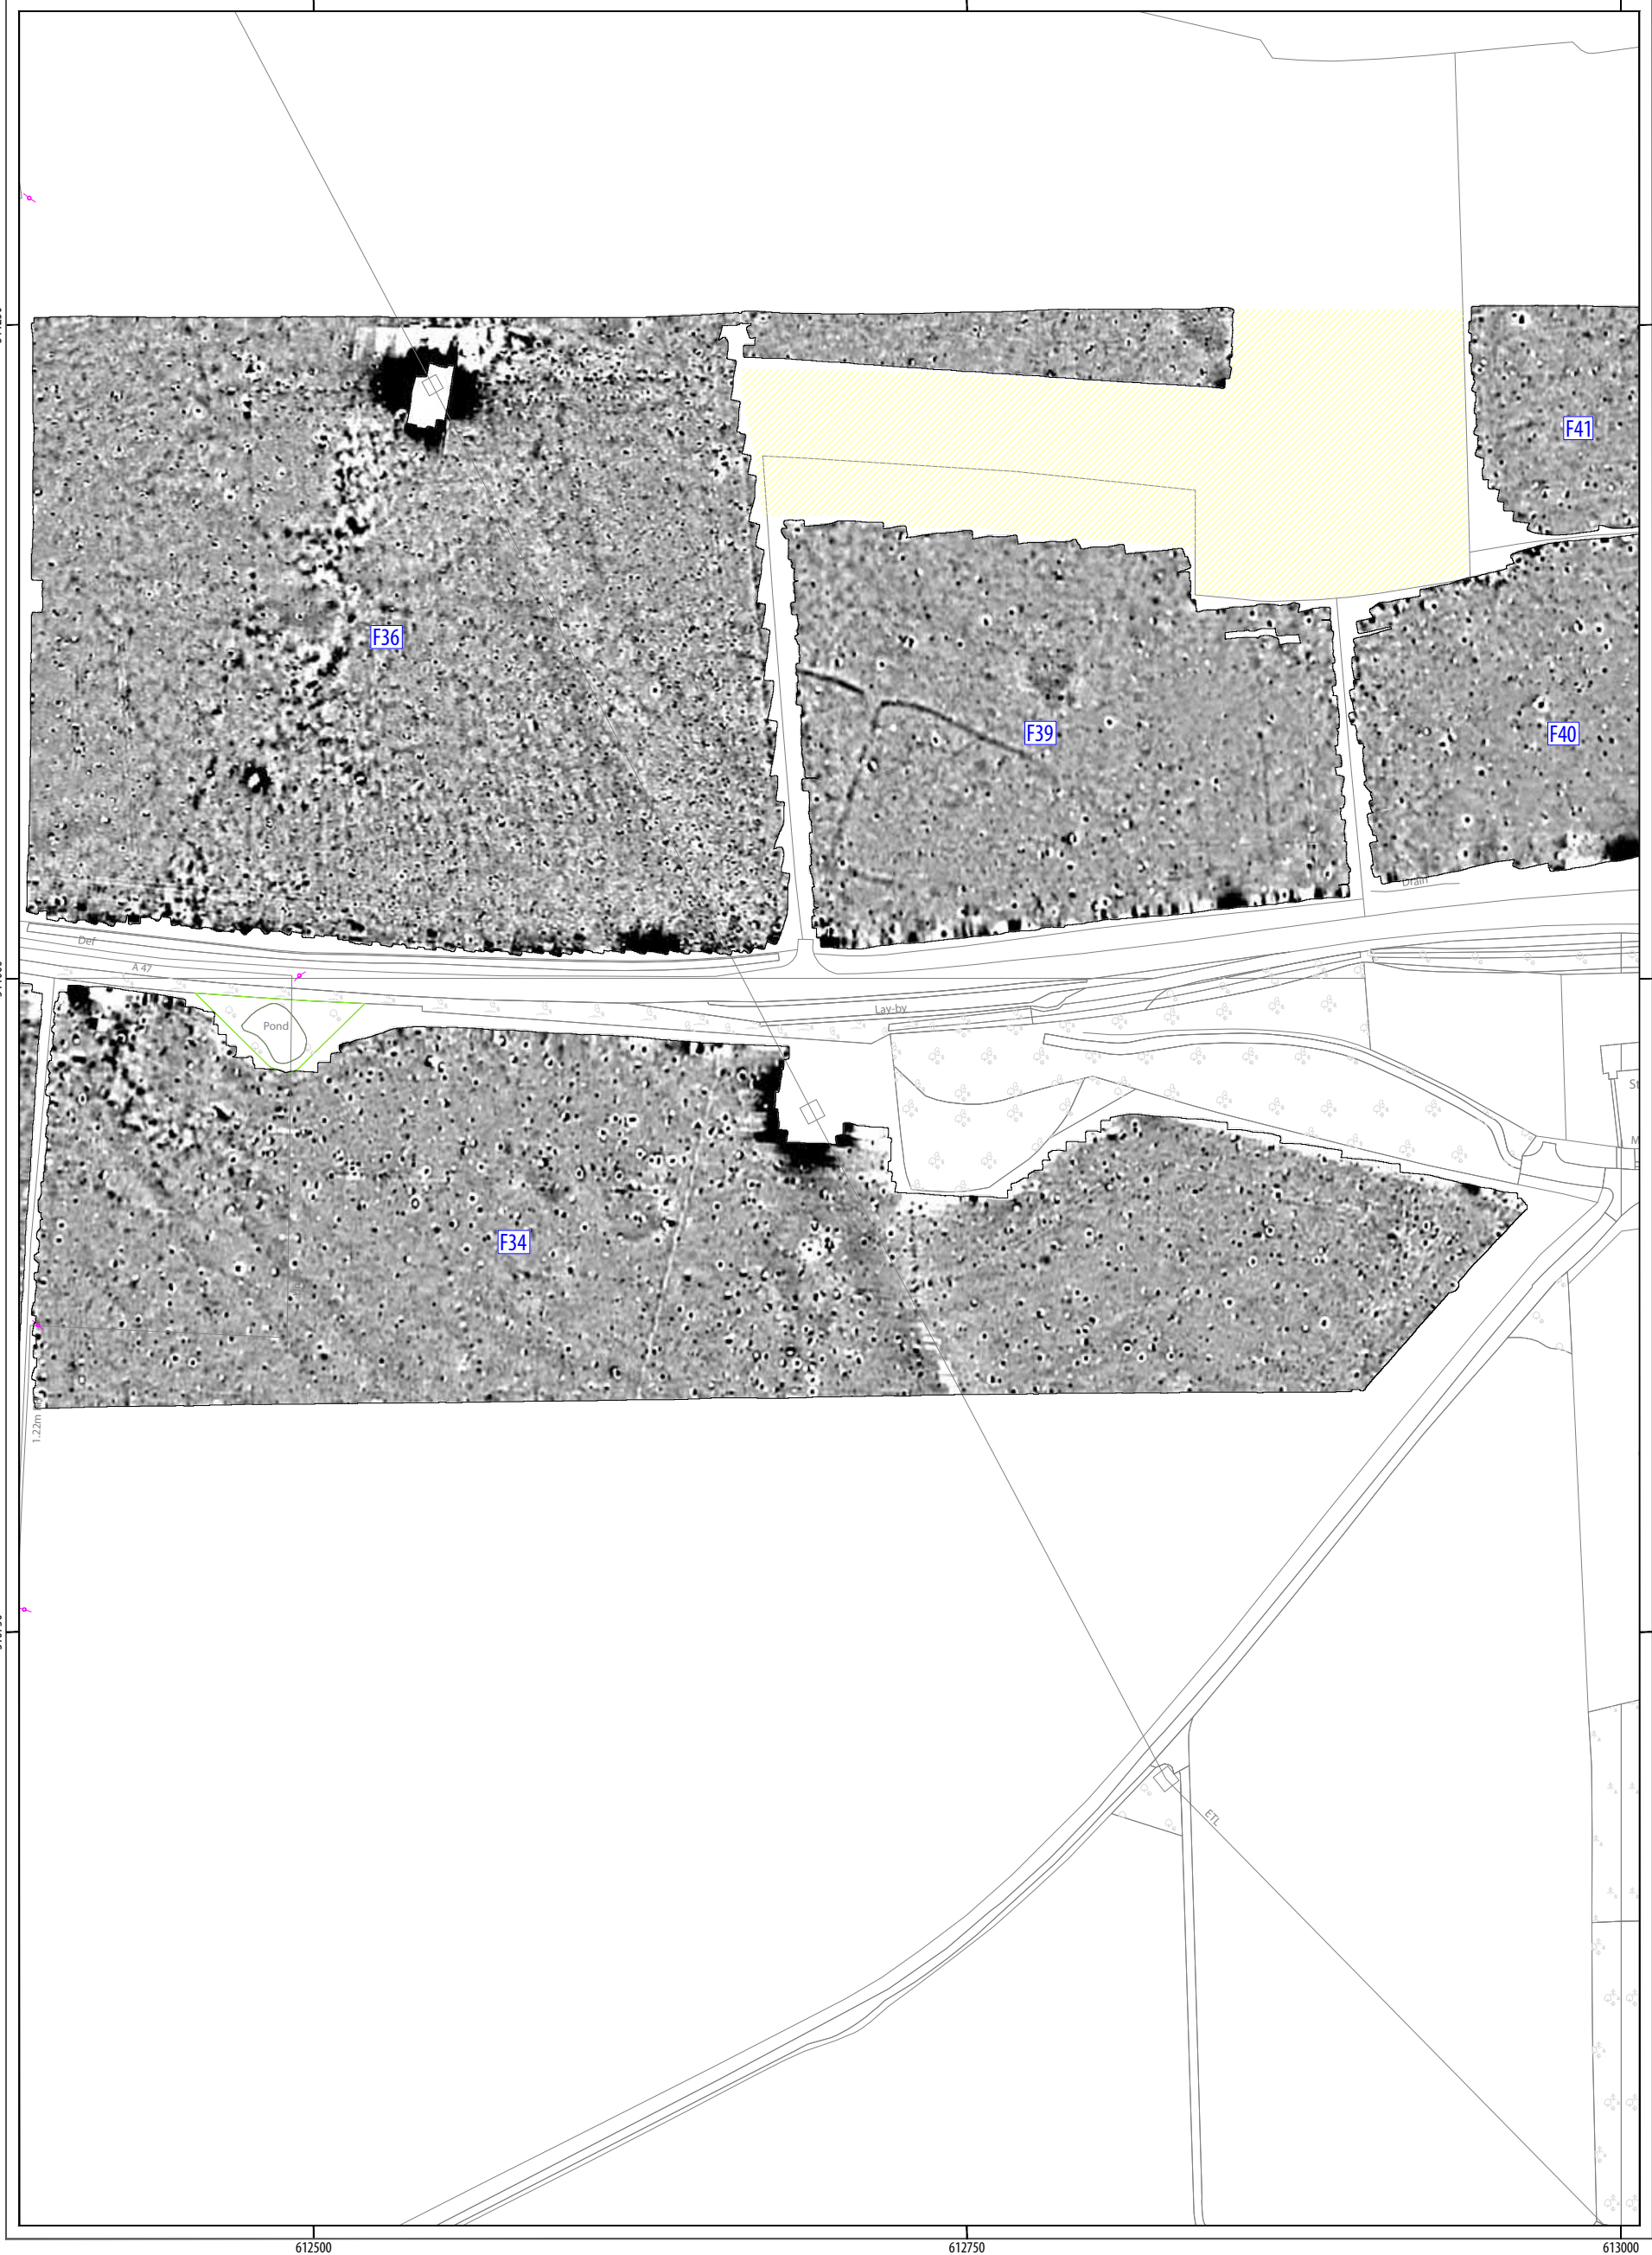 F41
F36
F39
F40
Drain
Def
A 47
Lay-by
Pond
F34
1.22m
ETL
612500
612750
613000